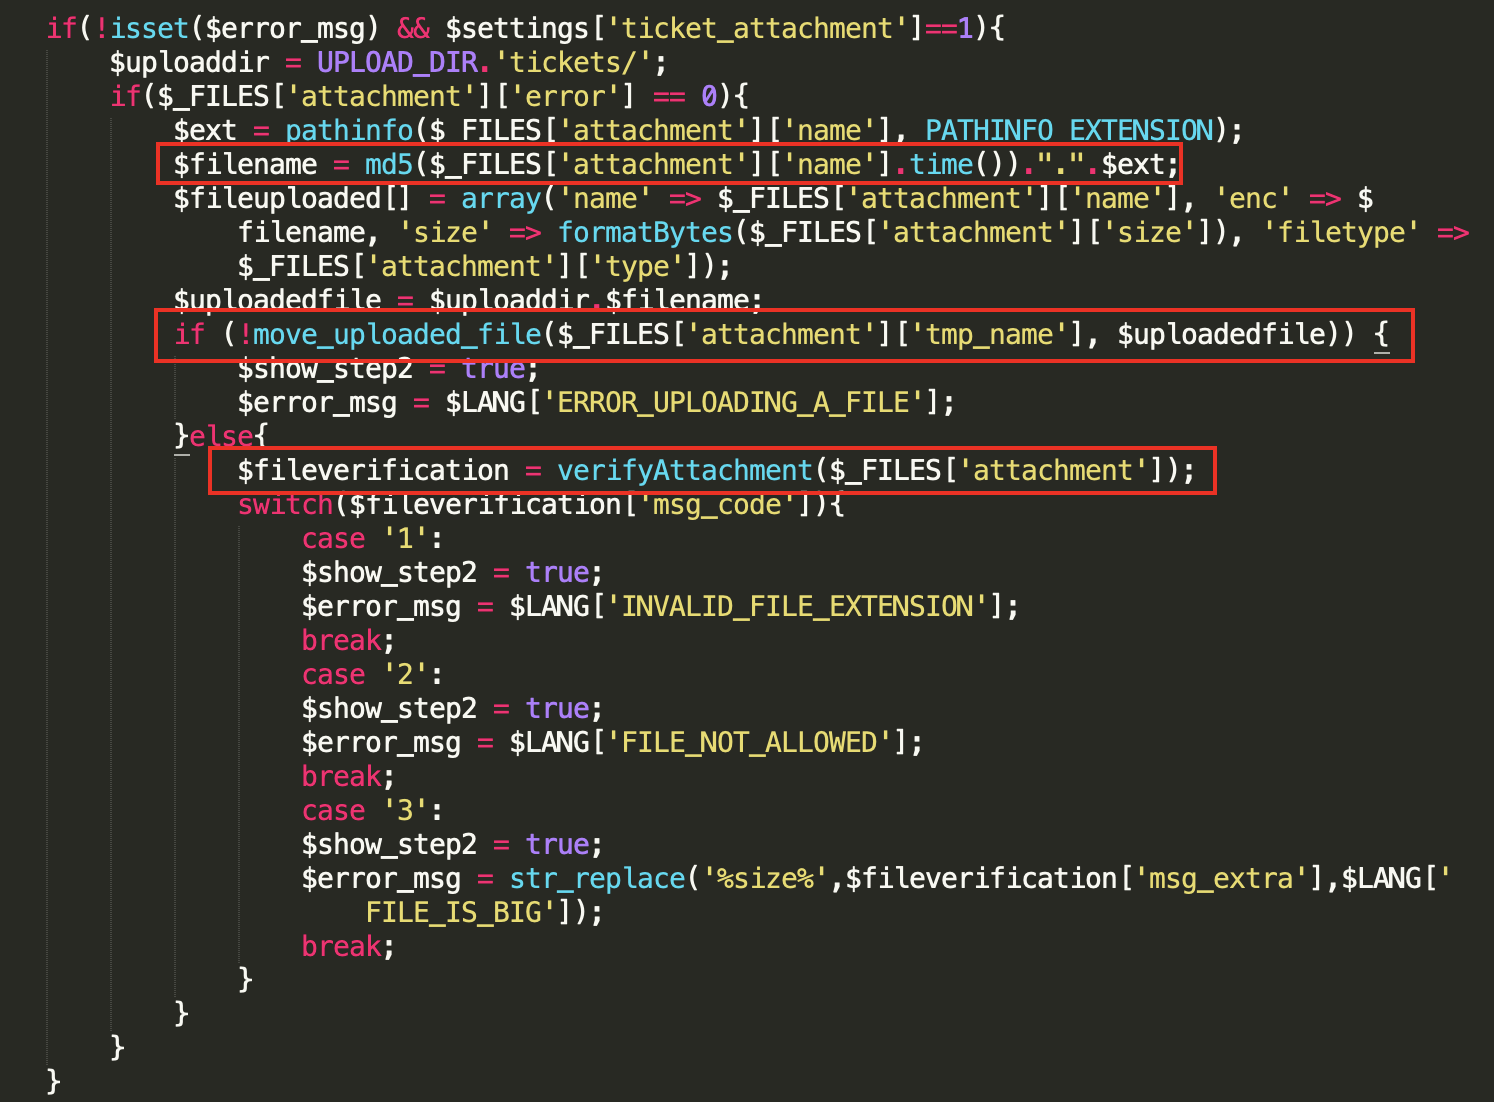 if(!isset($error_msg) && $settings['ticket_attachment']==1){
$uploaddir = UPLOAD_DIR.'tickets/';
if($_FILES['attachment']['error'] == 0){
$ext = pathinfo($_FILES['attachment']['name'], PATHINFO_EXTENSION);
$filename = md5($_FILES['attachment']['name'].time()).".".$ext;
$fileuploaded[] = array('name' => $_FILES['attachment']['name'], 'enc' => $
filename, 'size' => formatBytes($_FILES['attachment']['size']), 'filetype' =>
$_FILES['attachment']['type']);
$uploadedfile = $uploaddir.$filename;
if (!move_uploaded_file($_FILES['attachment']['tmp_name'], $uploadedfile)) {
$show_step2 = true;
$error_msg = $LANG['ERROR_UPLOADING_A_FILE'];
}else{
$fileverification = verifyAttachment($_FILES['attachment']);
switch($fileverification['msg_code']){
case '1':
$show_step2 = true;
$error_msg = $LANG['INVALID_FILE_EXTENSION'];
break;
case '2':
$show_step2 = true;
$error_msg = $LANG['FILE_NOT_ALLOWED'];
break;
case '3':
$show_step2 = true;
$error_msg = str_replace('%size%',$fileverification['msg_extra'],$LANG['
FILE_IS_BIG']);
break;
}
}
}
}